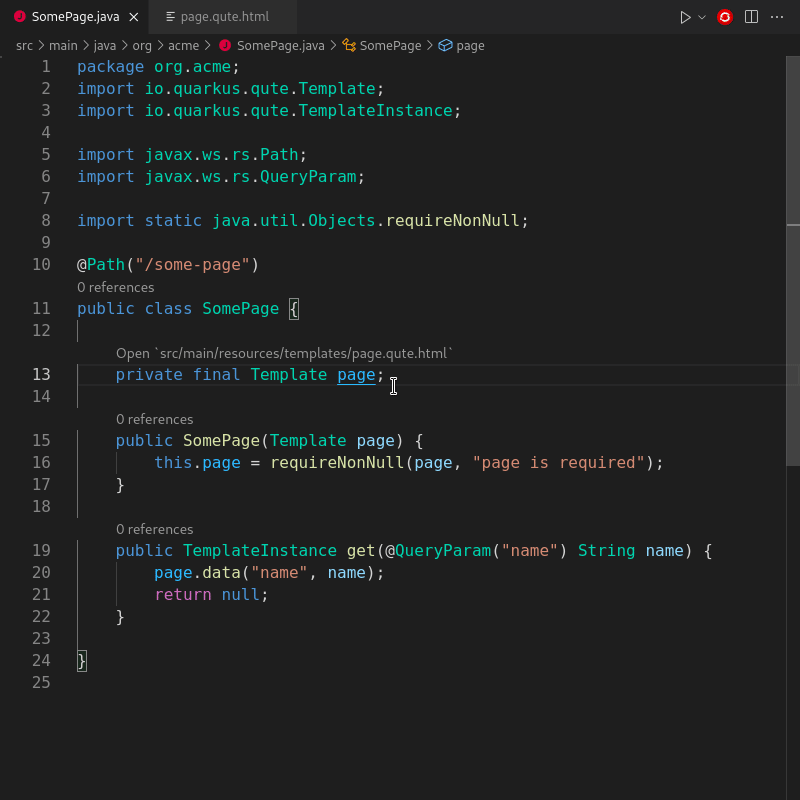 SomePage.java page.qute.html
src > main > java > org > acme > SomePage.java > SomePage > page
1 package org.acme;
2 import io.quarkus.qute.Template;
3 import io.quarkus.qute.TemplateInstance;
4
5 import javax.ws.rs.Path;
6 import javax.ws.rs.QueryParam;
7
8 import static java.util.Objects.requireNonNull;
9
10 @Path("/some-page")
0 references
11 public class SomePage {
12
Open `src/main/resources/templates/page.qute.html`
13 private final Template page;
14
0 references
15 public SomePage(Template page) {
16 this.page = requireNonNull(page, "page is required");
17 }
18
0 references
19 public TemplateInstance get(@QueryParam("name") String name) {
20 page.data("name", name);
21 return null;
22 }
23
24 }
25